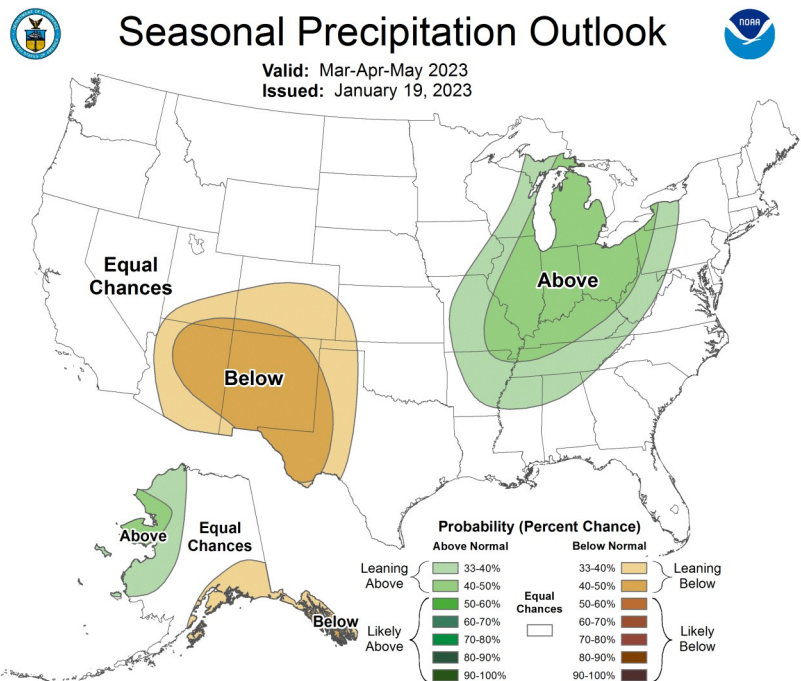 Seasonal Precipitation Outlook
NOAA
Valid: Mar-Apr-May 2023
Issued: January 19, 2023
Equal
Chances
Above
Below
Above
Equal
Chances
Below
Probability (Percent Chance)
Above Normal
Below Normal
Leaning
Above
33-40%
40-50%
Likely
Above
50-60%
60-70%
70-80%
80-90%
90-100%
Equal
Chances
33-40%
40-50%
Leaning
Below
50-60%
60-70%
70-80%
80-90%
90-100%
Likely
Below